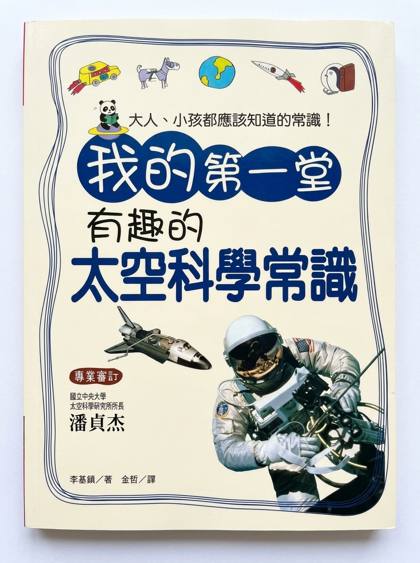 大人、小孩都應該知道的常識！
我的第一堂
有趣的
太空科學常識
專業審訂
國立中央大學
太空科學研究所所長
潘貞杰
李基鎖／著　金哲／譯